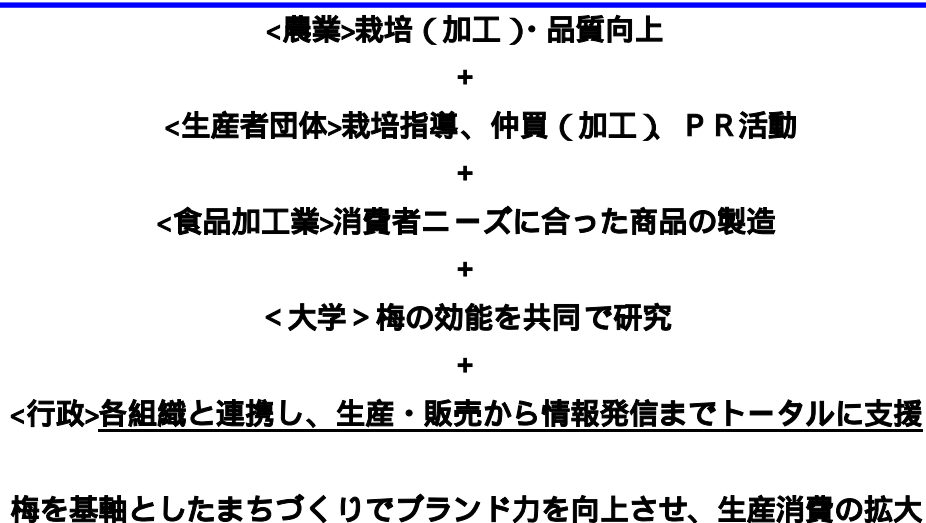 <農業>栽培（加工）・品質向上
+
<生産者団体>栽培指導、仲買（加工）、ＰＲ活動
+
<食品加工業>消費者ニーズに合った商品の製造
+
＜大学＞梅の効能を共同で研究
+
<行政>各組織と連携し、生産・販売から情報発信までトータルに支援
梅を基軸としたまちづくりでブランド力を向上させ、生産消費の拡大